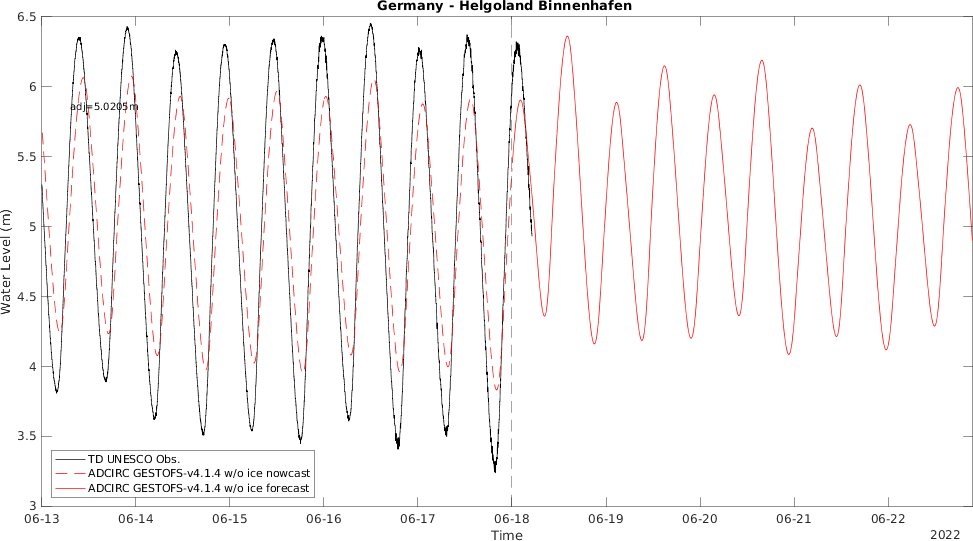 Germany - Helgoland Binnenhafen
6.5
6
5.5
5
4.5
4
3.5
3
Water Level (m)
adj=5.0205m
TD UNESCO Obs.
ADCIRC GESTOFS-v4.1.4 w/o ice nowcast
ADCIRC GESTOFS-v4.1.4 w/o ice forecast
06-13 06-14 06-15 06-16 06-17 06-18 06-19 06-20 06-21 06-22
Time
2022